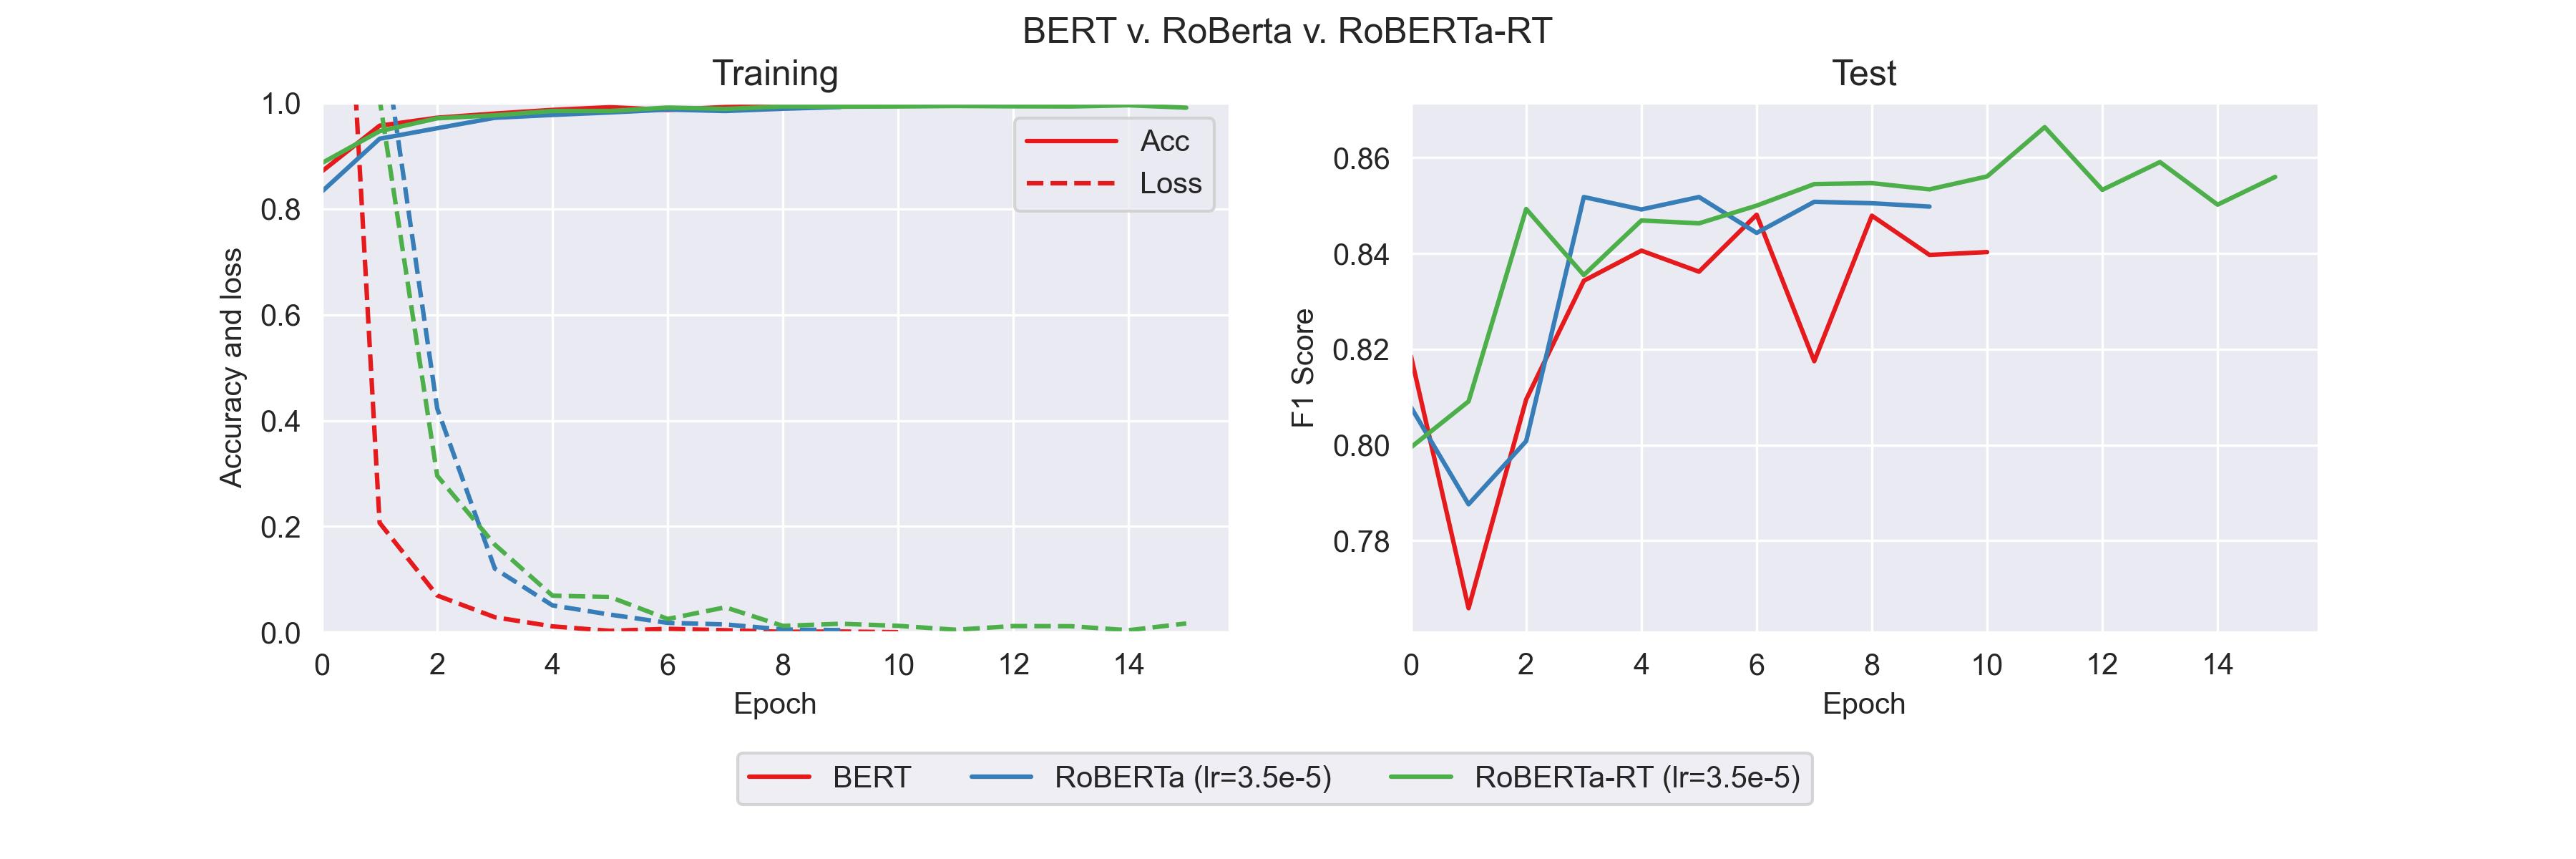 BERT v. RoBerta v. RoBERTa-RT
Training
1.0
0.8
0.6
0.4
0.2
0.0
Accuracy and loss
Acc
Loss
0 2 4 6 8 10 12 14
Epoch
Test
0.86
0.84
0.82
0.80
0.78
F1 Score
0 2 4 6 8 10 12 14
Epoch
BERT RoBERTa (lr=3.5e-5) RoBERTa-RT (lr=3.5e-5)